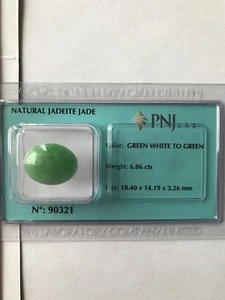 NATURAL JADEITE JADE
PNJ LAB
Color: GREEN WHITE TO GREEN
Weight: 6.86 cts
Size: 18.40 x 14.19 x 3.26 mm
Nº: 90321
LABORATORY COMPANY LIMITED